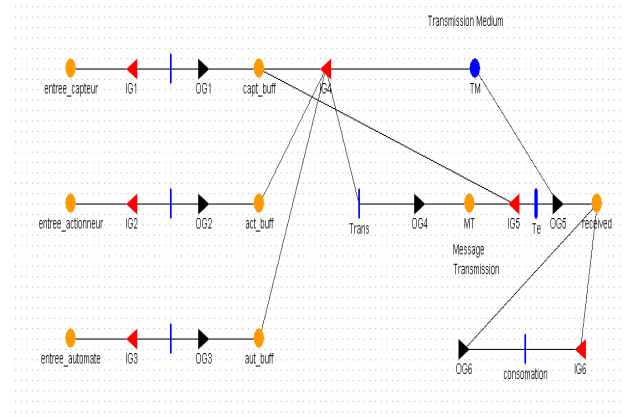 Transmission Medium
entree_capteur
IG1
OG1
capt_buff
IG4
TM
entree_actionneur
IG2
OG2
act_buff
Trans
OG4
MT
IG5
Te
OG5
received
Message
Transmission
entree_automate
IG3
OG3
aut_buff
OG6
consomation
IG6